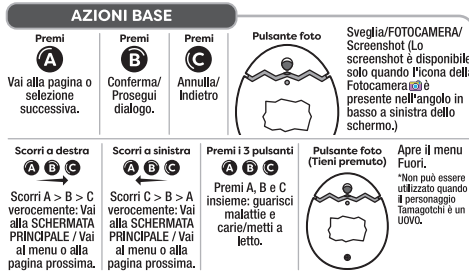 AZIONI BASE
Premi
A
Vai alla pagina o
selezione
successiva.
Premi
B
Conferma/
Prosegui
dialogo.
Premi
C
Annulla/
Indietro
Pulsante foto
Sveglia/FOTOCAMERA/
Screenshot (Lo
screenshot è disponibile
solo quando l'icona della
Fotocamera è
presente nell'angolo in
basso a sinistra dello
schermo.)
Scorri a destra
A B C
Scorri A > B > C
verocemente: Vai
alla SCHERMATA
PRINCIPALE / Vai
al menu o alla
pagina prossima.
Scorri a sinistra
A B C
Scorri C > B > A
verocemente: Vai
alla SCHERMATA
PRINCIPALE / Vai
al menu o alla
pagina prossima.
Premi i 3 pulsanti
A B C
Premi A, B e C
insieme: guarisci
malattie e
carie/metti a
letto.
Pulsante foto
(Tieni premuto)
Apre il menu
Fuori.
*Non può essere
utilizzato quando
il personaggio
Tamagotchi è un
UOVO.